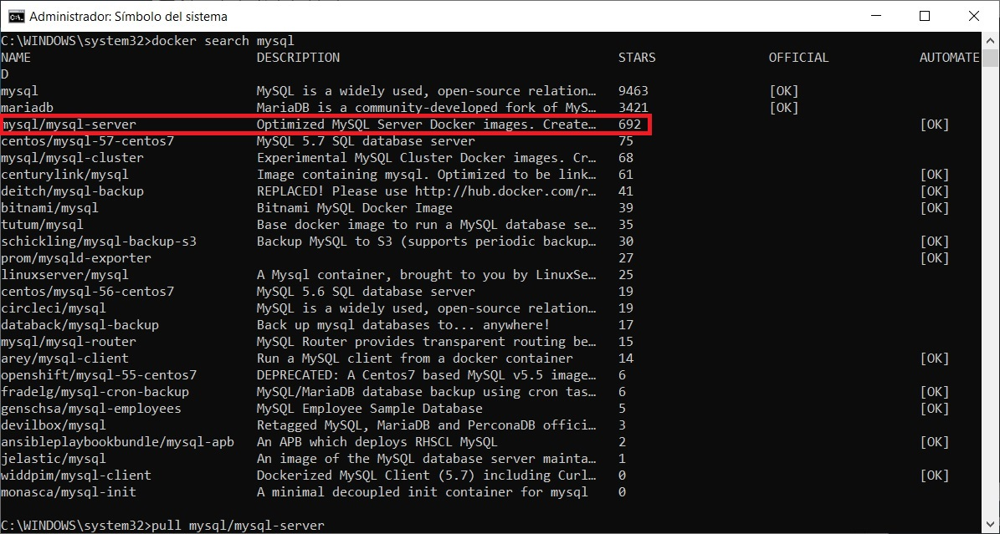 Administrador: Símbolo del sistema
C:\WINDOWS\system32>docker search mysql
NAME DESCRIPTION STARS OFFICIAL AUTOMATE
D
mysql MySQL is a widely used, open-source relation… 9463 [OK]
mariadb MariaDB is a community-developed fork of MyS… 3421 [OK]
mysql/mysql-server Optimized MySQL Server Docker images. Create… 692 [OK]
centos/mysql-57-centos7 MySQL 5.7 SQL database server 75
mysql/mysql-cluster Experimental MySQL Cluster Docker images. Cr… 68
centurylink/mysql Image containing mysql. Optimized to be link… 61 [OK]
deitch/mysql-backup REPLACED! Please use http://hub.docker.com/r… 41 [OK]
bitnami/mysql Bitnami MySQL Docker Image 39 [OK]
tutum/mysql Base docker image to run a MySQL database se… 35
schickling/mysql-backup-s3 Backup MySQL to S3 (supports periodic backup… 30 [OK]
prom/mysqld-exporter 27 [OK]
linuxserver/mysql A Mysql container, brought to you by LinuxSe… 25
centos/mysql-56-centos7 MySQL 5.6 SQL database server 19
circleci/mysql MySQL is a widely used, open-source relation… 19
databack/mysql-backup Back up mysql databases to... anywhere! 17
mysql/mysql-router MySQL Router provides transparent routing be… 15
arey/mysql-client Run a MySQL client from a docker container 14 [OK]
openshift/mysql-55-centos7 DEPRECATED: A Centos7 based MySQL v5.5 image… 6
fradelg/mysql-cron-backup MySQL/MariaDB database backup using cron tas… 6 [OK]
genschsa/mysql-employees MySQL Employee Sample Database 5 [OK]
devilbox/mysql Retagged MySQL, MariaDB and PerconaDB offici… 3
ansibleplaybookbundle/mysql-apb An APB which deploys RHSCL MySQL 2 [OK]
jelastic/mysql An image of the MySQL database server mainta… 1
widdpim/mysql-client Dockerized MySQL Client (5.7) including Curl… 0 [OK]
monasca/mysql-init A minimal decoupled init container for mysql 0
C:\WINDOWS\system32>pull mysql/mysql-server